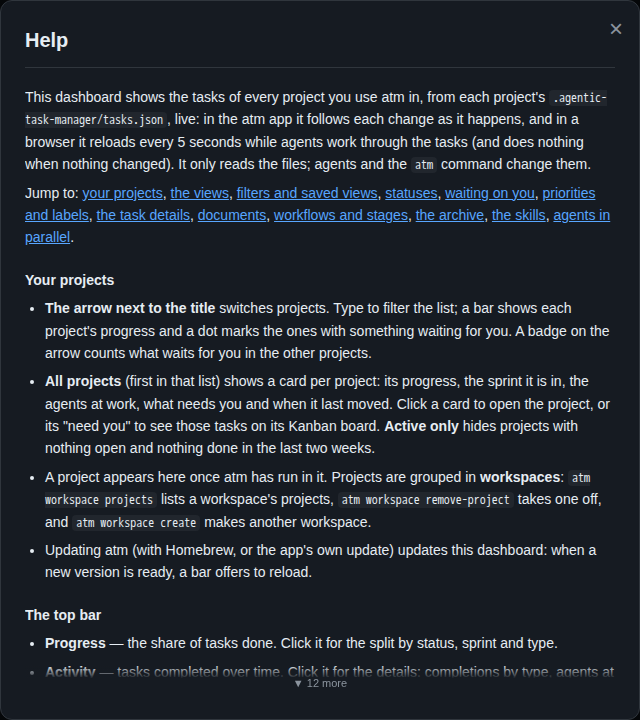 Help
×
This dashboard shows the tasks of every project you use atm in, from each project's .agentic-
task-manager/tasks.json, live: in the atm app it follows each change as it happens, and in a
browser it reloads every 5 seconds while agents work through the tasks (and does nothing
when nothing changed). It only reads the files; agents and the atm command change them.
Jump to: your projects, the views, filters and saved views, statuses, waiting on you, priorities
and labels, the task details, documents, workflows and stages, the archive, the skills, agents in
parallel.
Your projects
• The arrow next to the title switches projects. Type to filter the list; a bar shows each
project's progress and a dot marks the ones with something waiting for you. A badge on the
arrow counts what waits for you in the other projects.
• All projects (first in that list) shows a card per project: its progress, the sprint it is in, the
agents at work, what needs you and when it last moved. Click a card to open the project, or
its "need you" to see those tasks on its Kanban board. Active only hides projects with
nothing open and nothing done in the last two weeks.
• A project appears here once atm has run in it. Projects are grouped in workspaces: atm
workspace projects lists a workspace's projects, atm workspace remove-project takes one off,
and atm workspace create makes another workspace.
• Updating atm (with Homebrew, or the app's own update) updates this dashboard: when a
new version is ready, a bar offers to reload.
The top bar
• Progress — the share of tasks done. Click it for the split by status, sprint and type.
• Activity — tasks completed over time. Click it for the details: completions by type, agents at
▼ 12 more